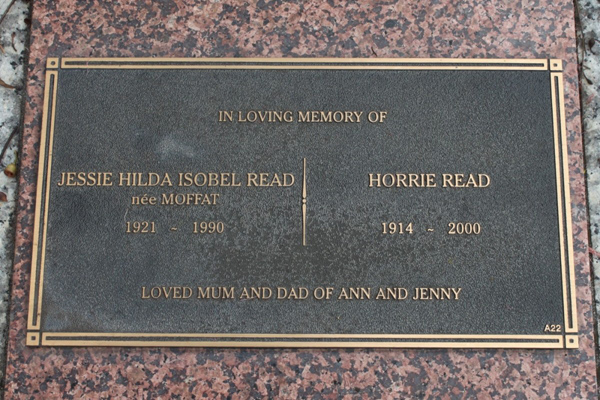 IN LOVING MEMORY OF
JESSIE HILDA ISOBEL READ
née MOFFAT
1921 ~ 1990
HORRIE READ
1914 ~ 2000
LOVED MUM AND DAD OF ANN AND JENNY
A22